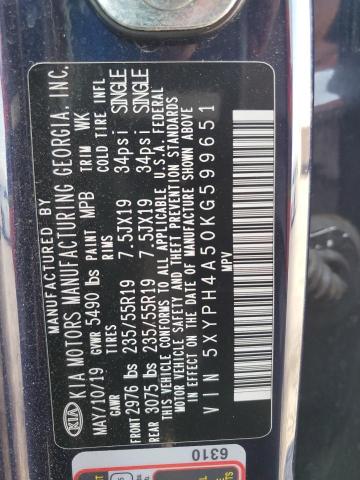 KIA KIA MOTORS MANUFACTURING GEORGIA, INC.
MAY/10/19 GVWR 5490 lbs PAINT MPB TRIM WK
GAWR TIRES RIMS COLD TIRE INFL
FRONT 2976 lbs 235/55R19 7.5JX19 34psi SINGLE
REAR 3075 lbs 235/55R19 7.5JX19 34psi SINGLE
THIS VEHICLE CONFORMS TO ALL APPLICABLE U.S.A. FEDERAL
MOTOR VEHICLE SAFETY AND THEFT PREVENTION STANDARDS
IN EFFECT ON THE DATE OF MANUFACTURE SHOWN ABOVE.
VIN 5XYPH4A50KG599651
MPV
6310